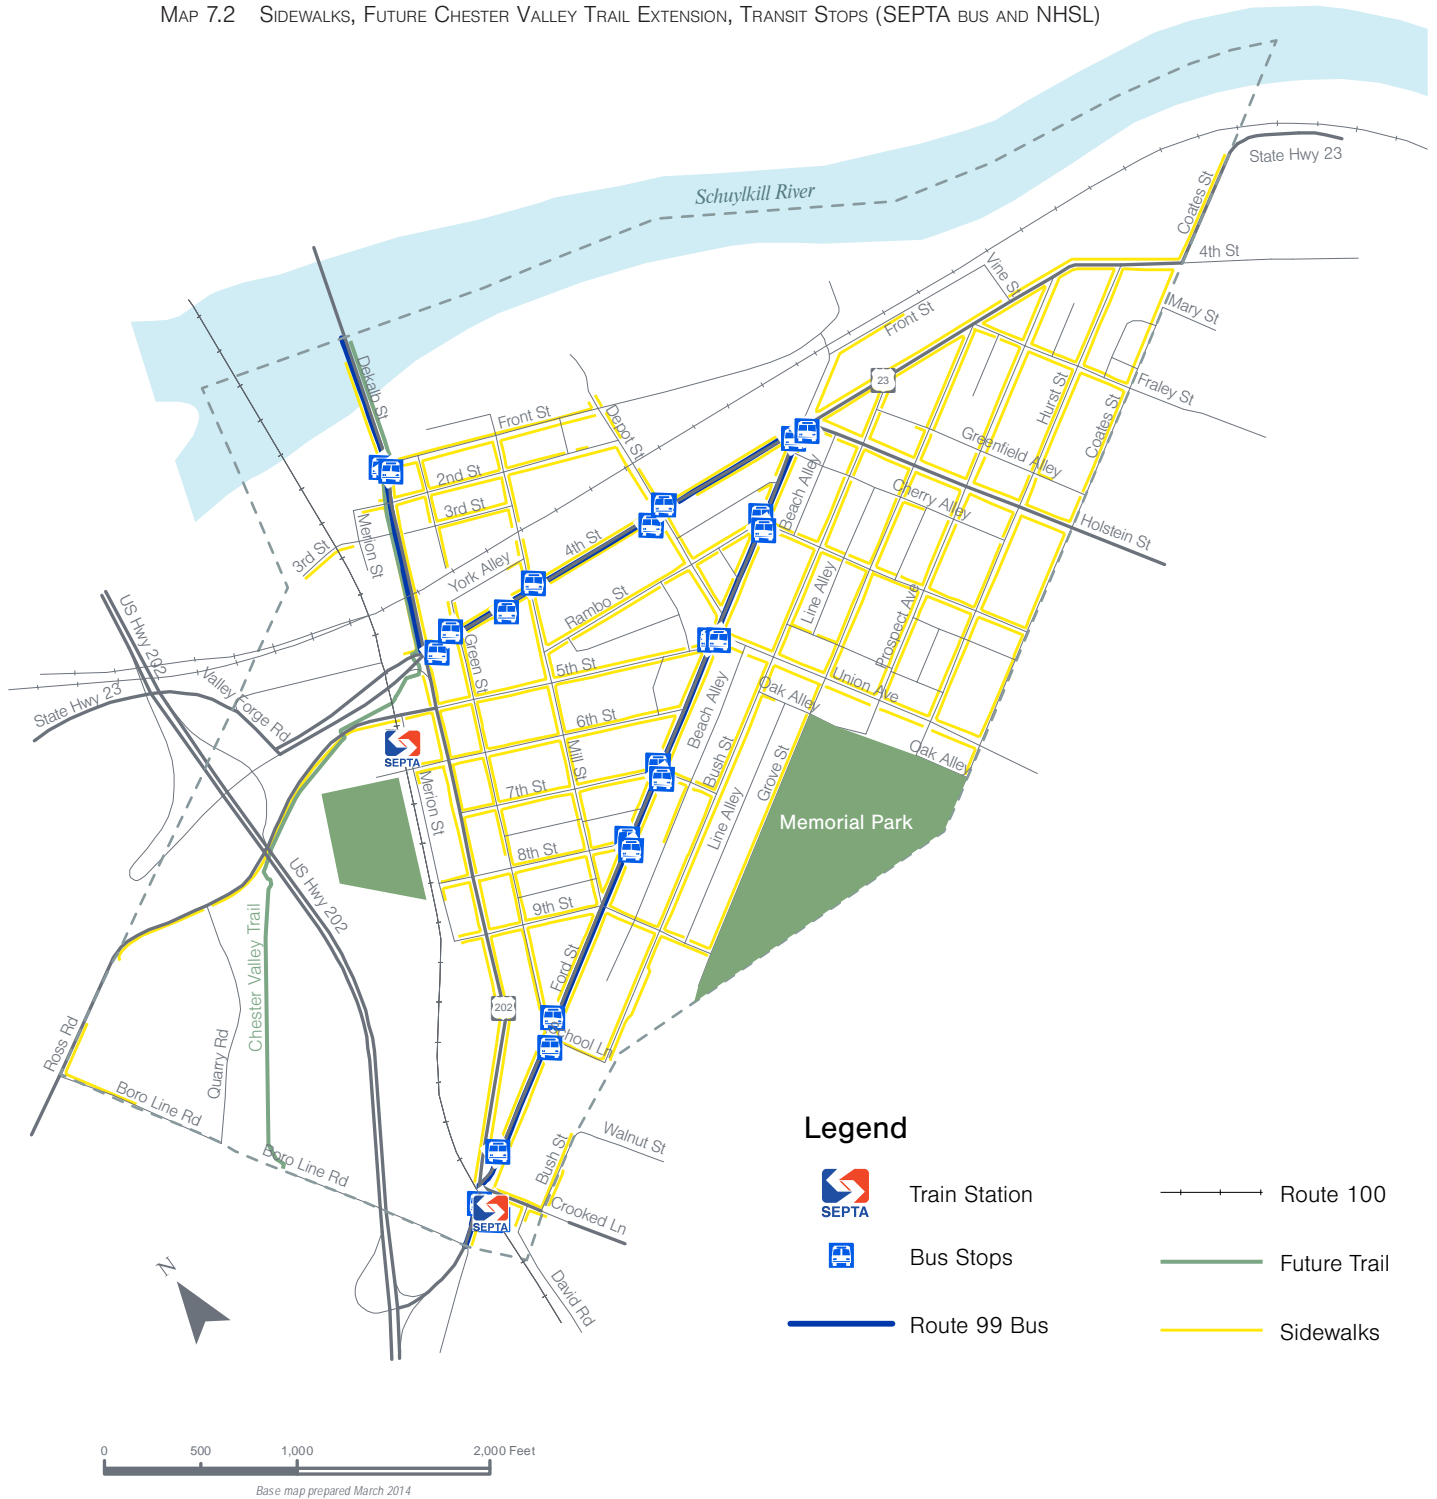 Map 7.2 Sidewalks, Future Chester Valley Trail Extension, Transit Stops (SEPTA bus and NHSL)
State Hwy 23
Coates St
Schuylkill River
4th St
Vine St
Mary St
Front St
Dekalb St
23
Fraley St
Hurst St
Front St
Depot St
Coates St
Greenfield Alley
2nd St
Beach Alley
Cherry Alley
3rd St
Holstein St
Merion St
4th St
3rd St
York Alley
Line Alley
Rambo St
US Hwy 202
Prospect Ave
Green St
5th St
Union Ave
Valley Forge Rd
Oak Alley
State Hwy 23
6th St
Beach Alley
Oak Alley
SEPTA
Mill St
Bush St
Grove St
7th St
Merion St
Line Alley
Memorial Park
8th St
US Hwy 202
9th St
Chester Valley Trail
Ford St
202
School Ln
Ross Rd
Quarry Rd
Boro Line Rd
Walnut St
Boro Line Rd
Bush St
Crooked Ln
SEPTA
David Rd
N
Legend
SEPTA
Train Station
Route 100
Bus Stops
Future Trail
Route 99 Bus
Sidewalks
0 500 1,000 2,000 Feet
Base map prepared March 2014